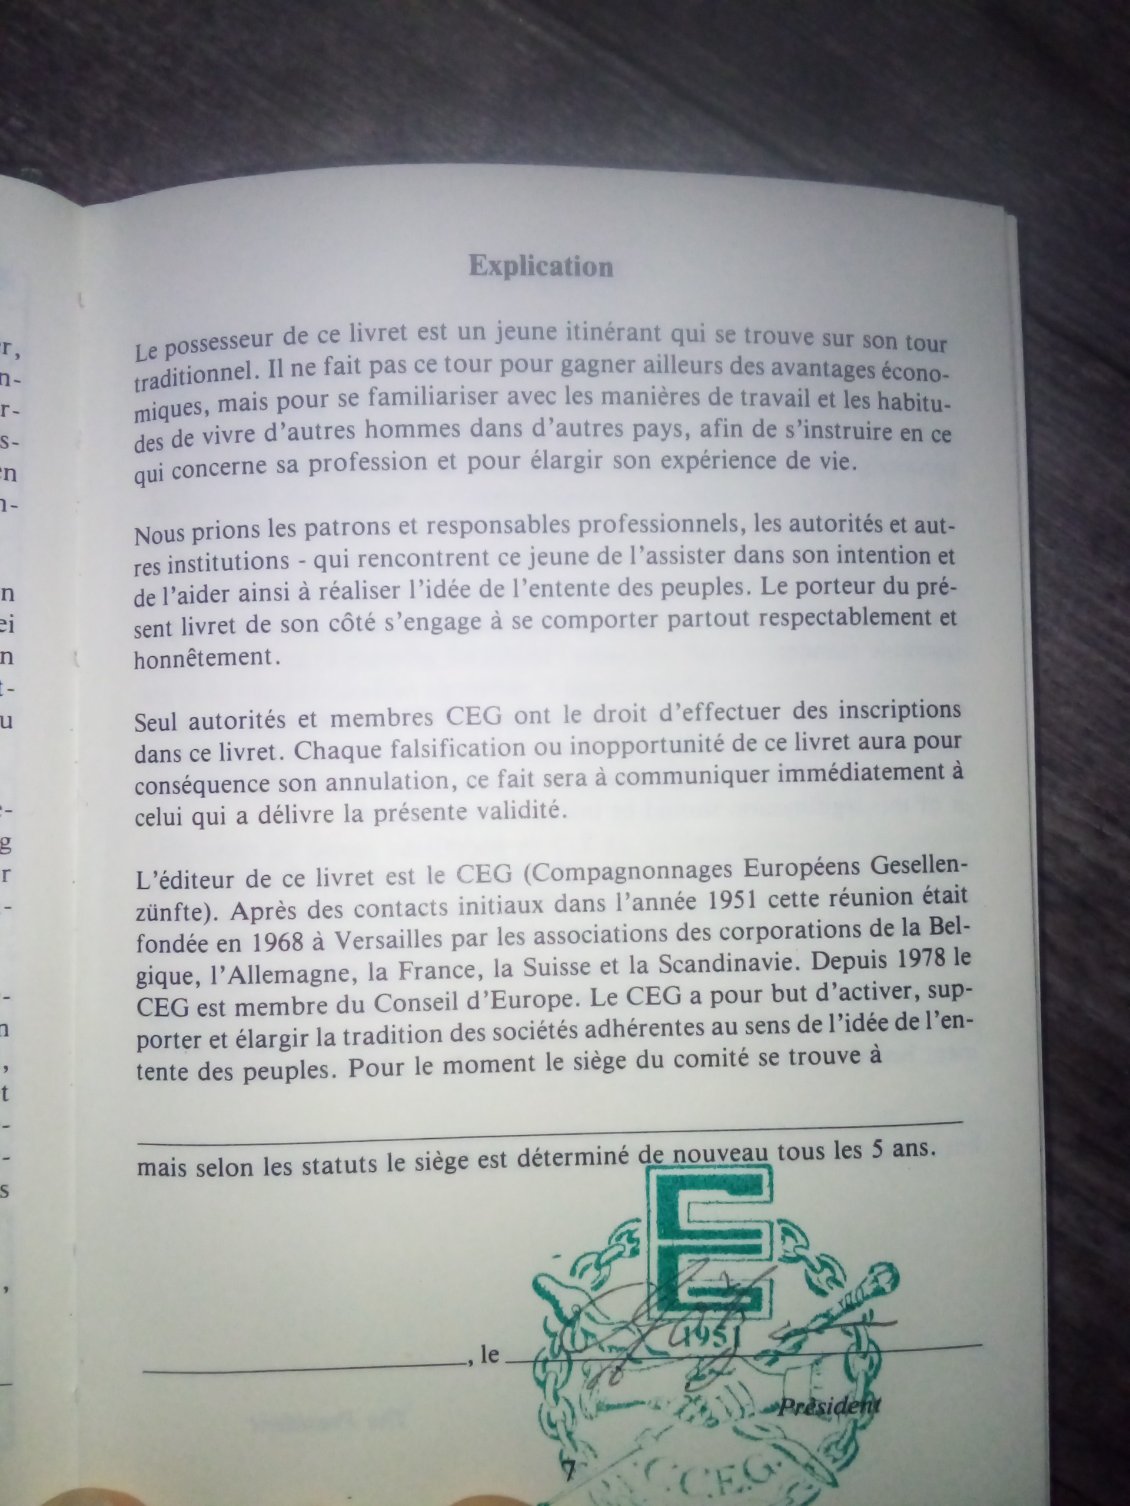 Explication
Le possesseur de ce livret est un jeune itinérant qui se trouve sur son tour
traditionnel. Il ne fait pas ce tour pour gagner ailleurs des avantages écono-
miques, mais pour se familiariser avec les manières de travail et les habitu-
des de vivre d'autres hommes dans d'autres pays, afin de s'instruire en ce
qui concerne sa profession et pour élargir son expérience de vie.
Nous prions les patrons et responsables professionnels, les autorités et aut-
res institutions - qui rencontrent ce jeune de l'assister dans son intention et
de l'aider ainsi à réaliser l'idée de l'entente des peuples. Le porteur du pré-
sent livret de son côté s'engage à se comporter partout respectablement et
honnêtement.
Seul autorités et membres CEG ont le droit d'effectuer des inscriptions
dans ce livret. Chaque falsification ou inopportunité de ce livret aura pour
conséquence son annulation, ce fait sera à communiquer immédiatement à
celui qui a délivre la présente validité.
L'éditeur de ce livret est le CEG (Compagnonnages Européens Gesellen-
zünfte). Après des contacts initiaux dans l'année 1951 cette réunion était
fondée en 1968 à Versailles par les associations des corporations de la Bel-
gique, l'Allemagne, la France, la Suisse et la Scandinavie. Depuis 1978 le
CEG est membre du Conseil d'Europe. Le CEG a pour but d'activer, sup-
porter et élargir la tradition des sociétés adhérentes au sens de l'idée de l'en-
tente des peuples. Pour le moment le siège du comité se trouve à
mais selon les statuts le siège est déterminé de nouveau tous les 5 ans.
E
1951
, le
Président
C.C.E.G.
7